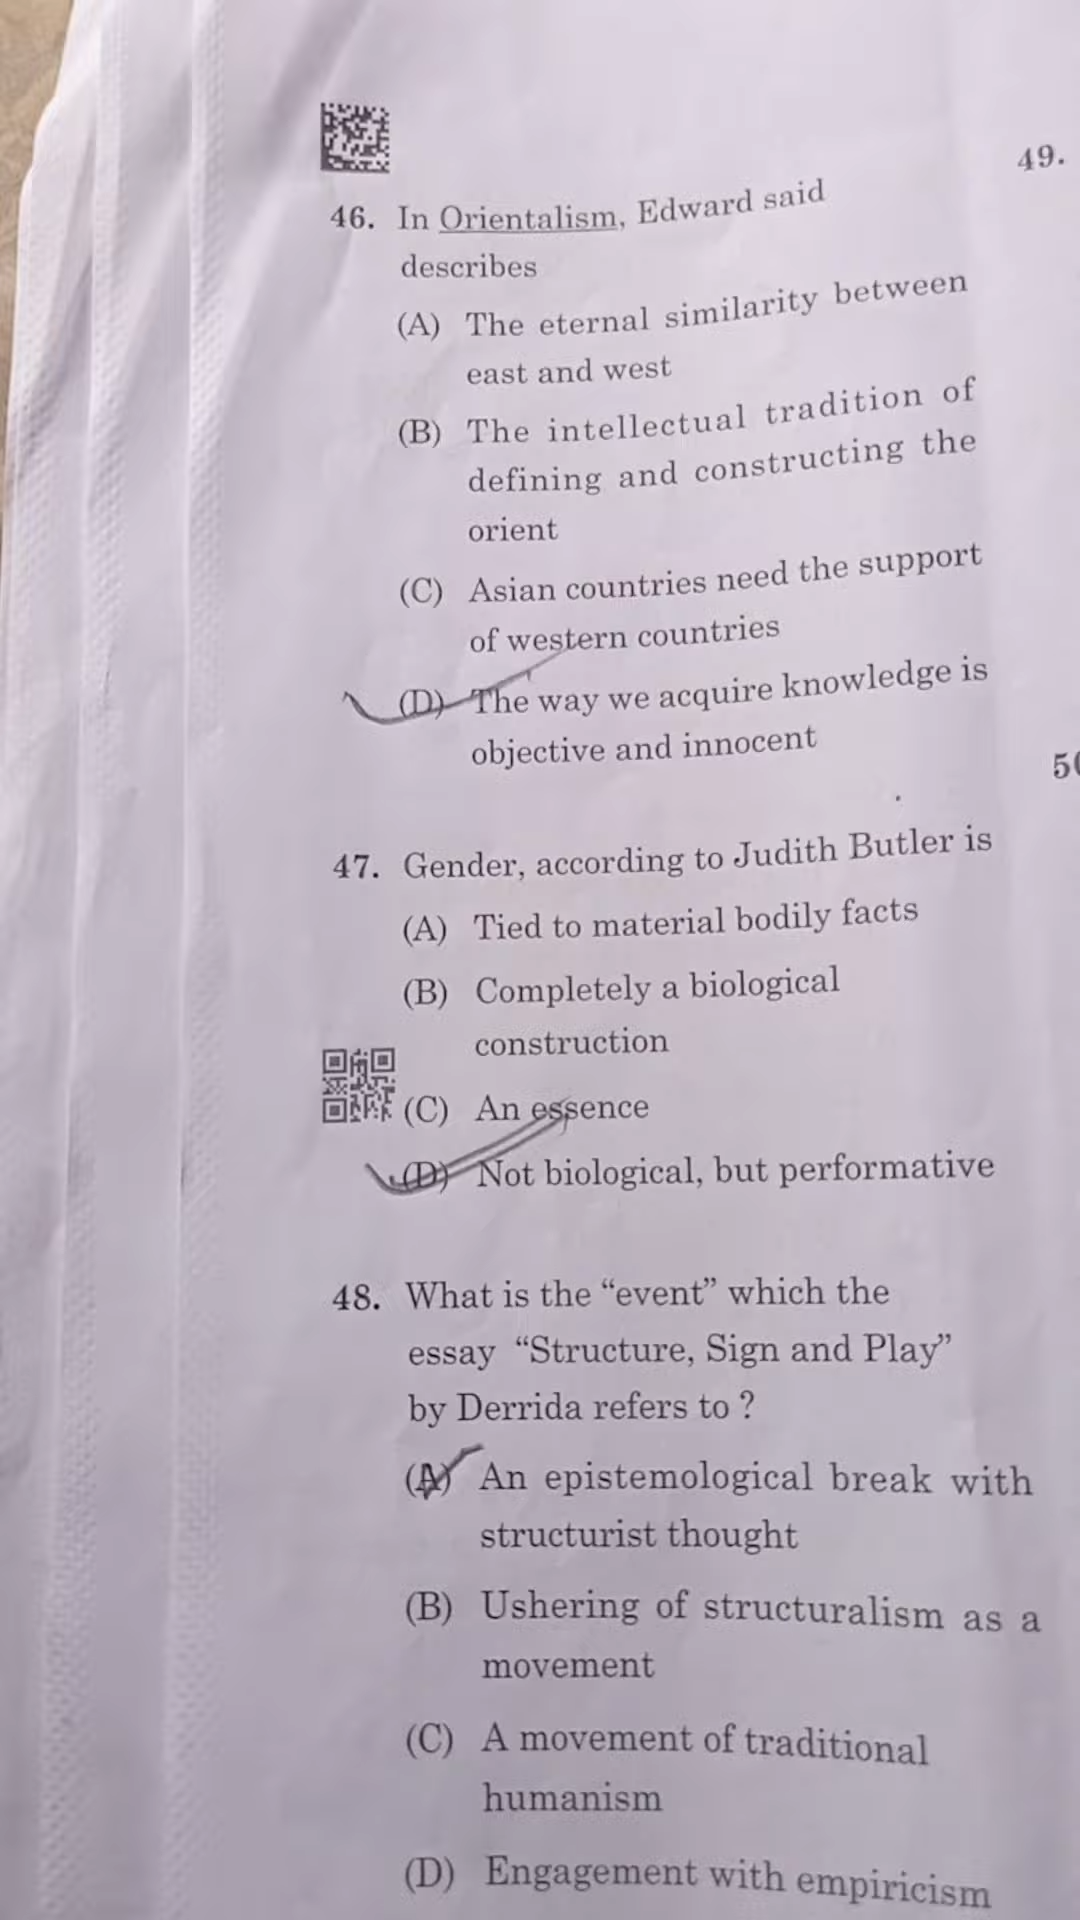 46. In Orientalism, Edward said
describes
(A) The eternal similarity between
east and west
(B) The intellectual tradition of
defining and constructing the
orient
(C) Asian countries need the support
of western countries
(D) The way we acquire knowledge is
objective and innocent
47. Gender, according to Judith Butler is
(A) Tied to material bodily facts
(B) Completely a biological
construction
(C) An essence
(D) Not biological, but performative
48. What is the “event” which the
essay “Structure, Sign and Play”
by Derrida refers to ?
(A) An epistemological break with
structurist thought
(B) Ushering of structuralism as a
movement
(C) A movement of traditional
humanism
(D) Engagement with empiricism
49.